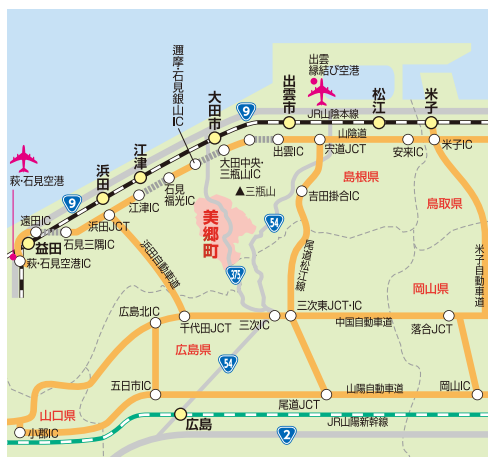 出雲
縁結び空港
邇摩・石見
銀山IC
大田市
9
出雲市
JR山陰本線
松江
米子
山陰道
江津
大田中央・
三瓶山IC
出雲IC
宍道JCT
安来IC
米子IC
萩・石見空港
浜田
9
石見
福光IC
江津IC
三瓶山
吉田掛合IC
島根県
鳥取県
遠田IC
益田
石見三隅IC
浜田JCT
美郷町
54
萩・石見空港IC
浜田自動車道
375
尾道松江線
米子自動車道
岡山県
広島北IC
千代田JCT
三次IC
三次東JCT・IC
中国自動車道
落合JCT
広島県
54
五日市IC
尾道JCT
山陽自動車道
岡山IC
山口県
小郡IC
広島
JR山陽新幹線
2